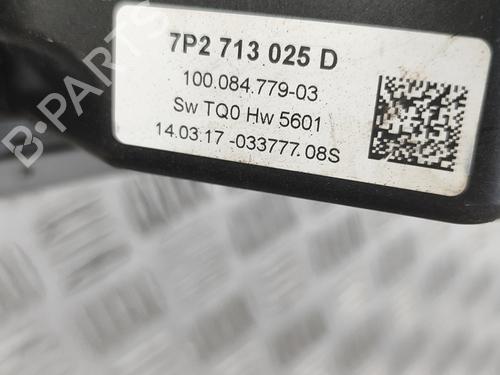 7P2 713 025 D
100.084.779-03
Sw TQ0 Hw 5601
14.03.17 -033777.08S
B-PARTS